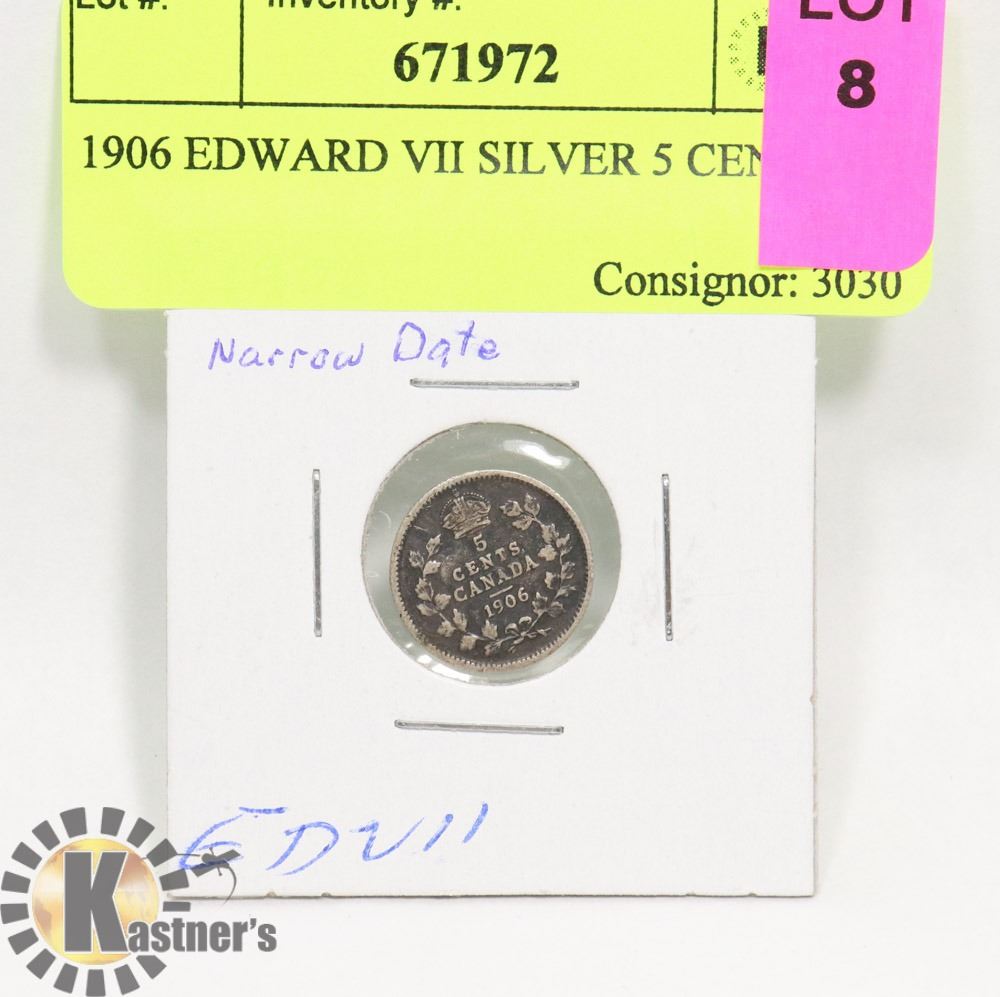 Lot #:
Inventory #:
671972
LOT
8
1906 EDWARD VII SILVER 5 CEN
Consignor: 3030
Narrow Date
5
CENTS
CANADA
1906
EDVII
KASTNER'S